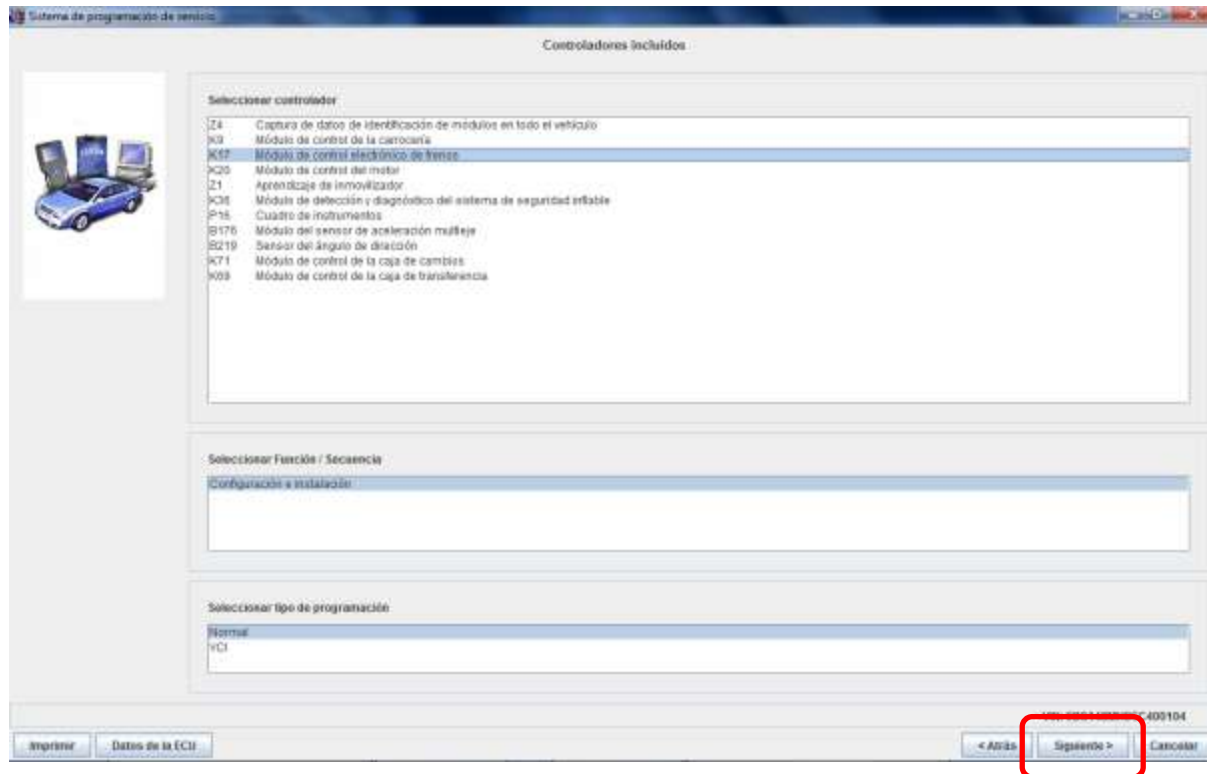 Sistema de programación de servicio
Controladores incluidos
Seleccionar controlador
Z4 Captura de datos de identificación de módulos en todo el vehículo
K9 Módulo de control de la carrocería
K17 Módulo de control electrónico de frenos
K20 Módulo de control del motor
Z1 Aprendizaje de inmovilizador
K36 Módulo de detección y diagnóstico del sistema de seguridad inflable
P16 Cuadro de instrumentos
B176 Módulo del sensor de aceleración multieje
B219 Sensor del ángulo de dirección
K71 Módulo de control de la caja de cambios
K69 Módulo de control de la caja de transferencia
Seleccionar Función / Secuencia
Configuración e instalación
Seleccionar tipo de programación
Normal
VCI
400104
Imprimir Datos de la ECU < Atrás Siguiente > Cancelar